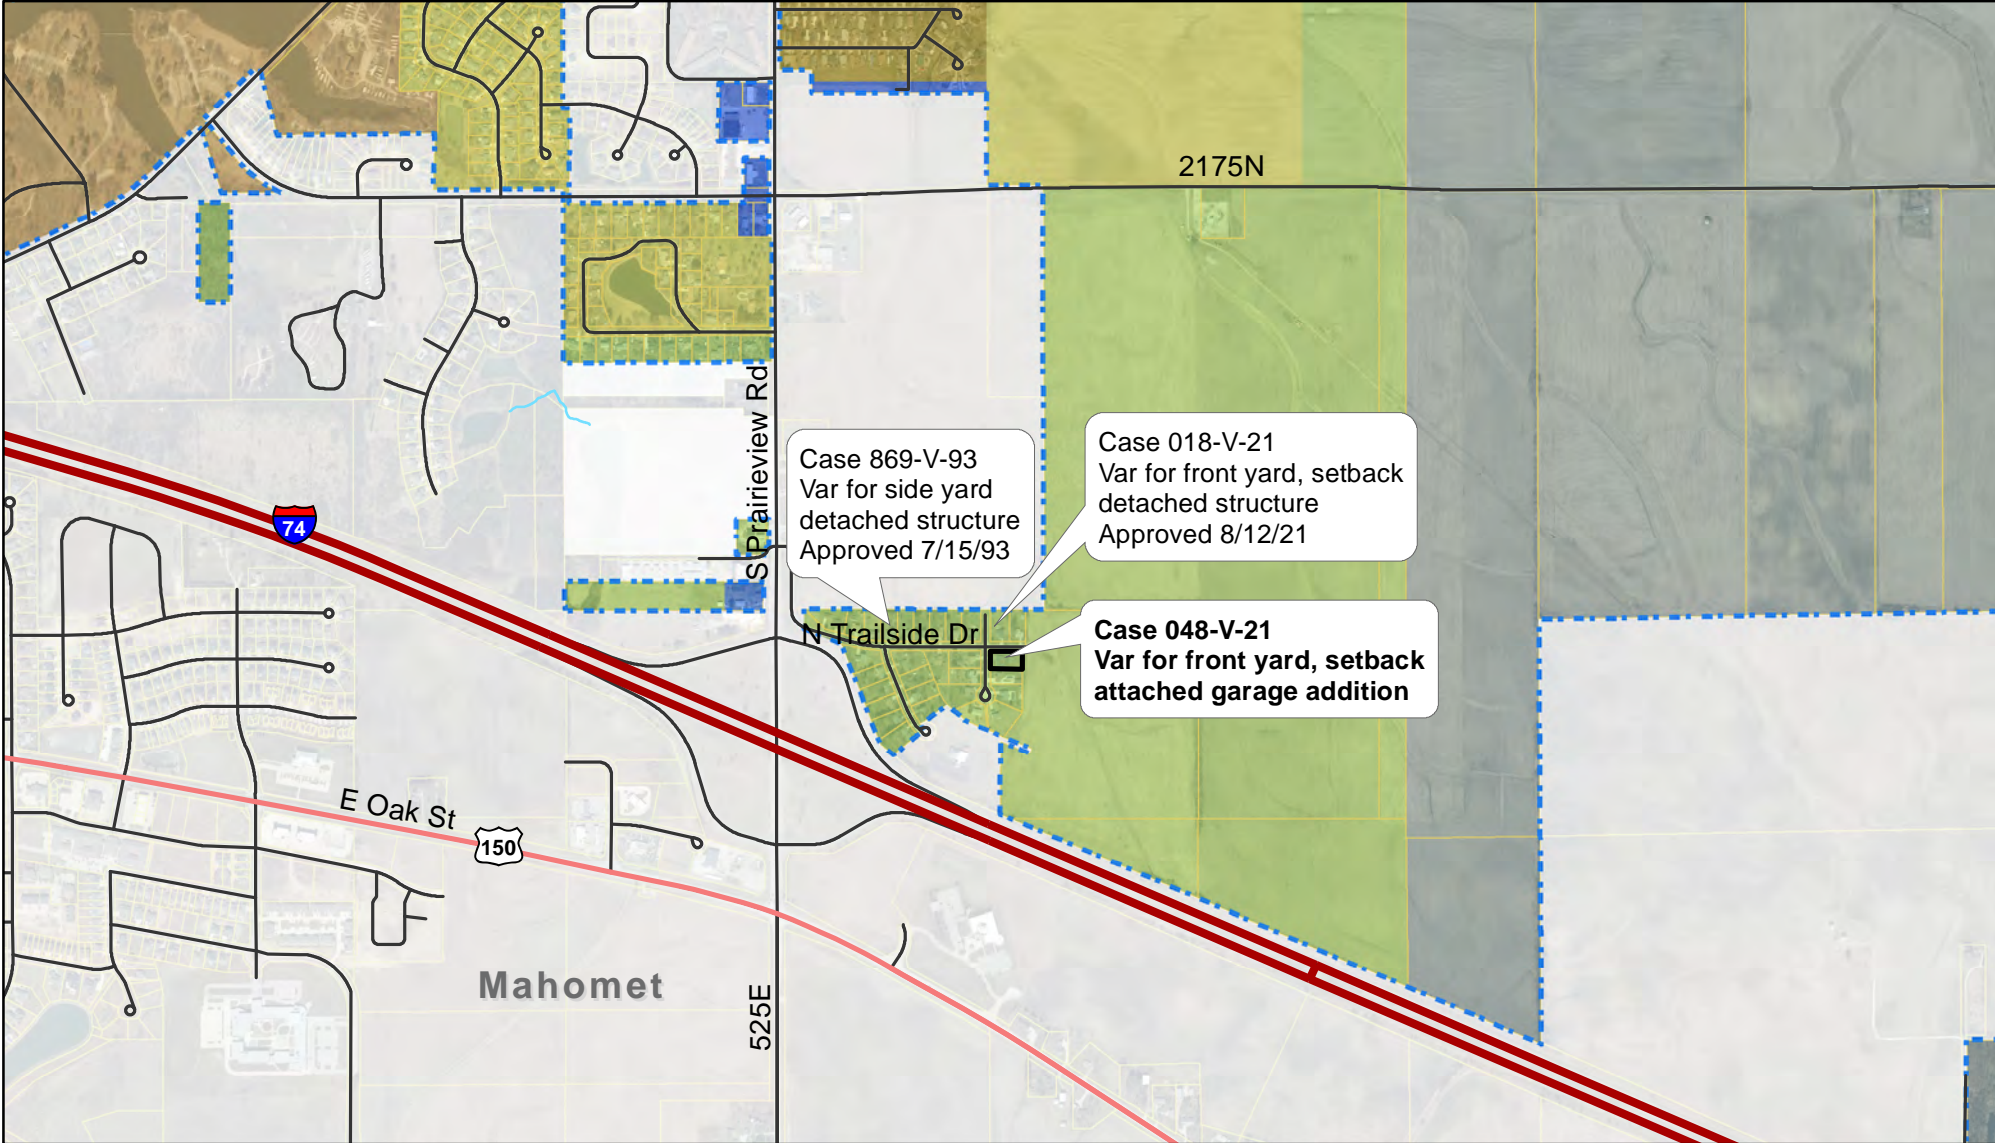 2175N
S Prairieview Rd
Case 869-V-93
Var for side yard
detached structure
Approved 7/15/93
Case 018-V-21
Var for front yard, setback
detached structure
Approved 8/12/21
74
N Trailside Dr
Case 048-V-21
Var for front yard, setback
attached garage addition
E Oak St
150
Mahomet
525E